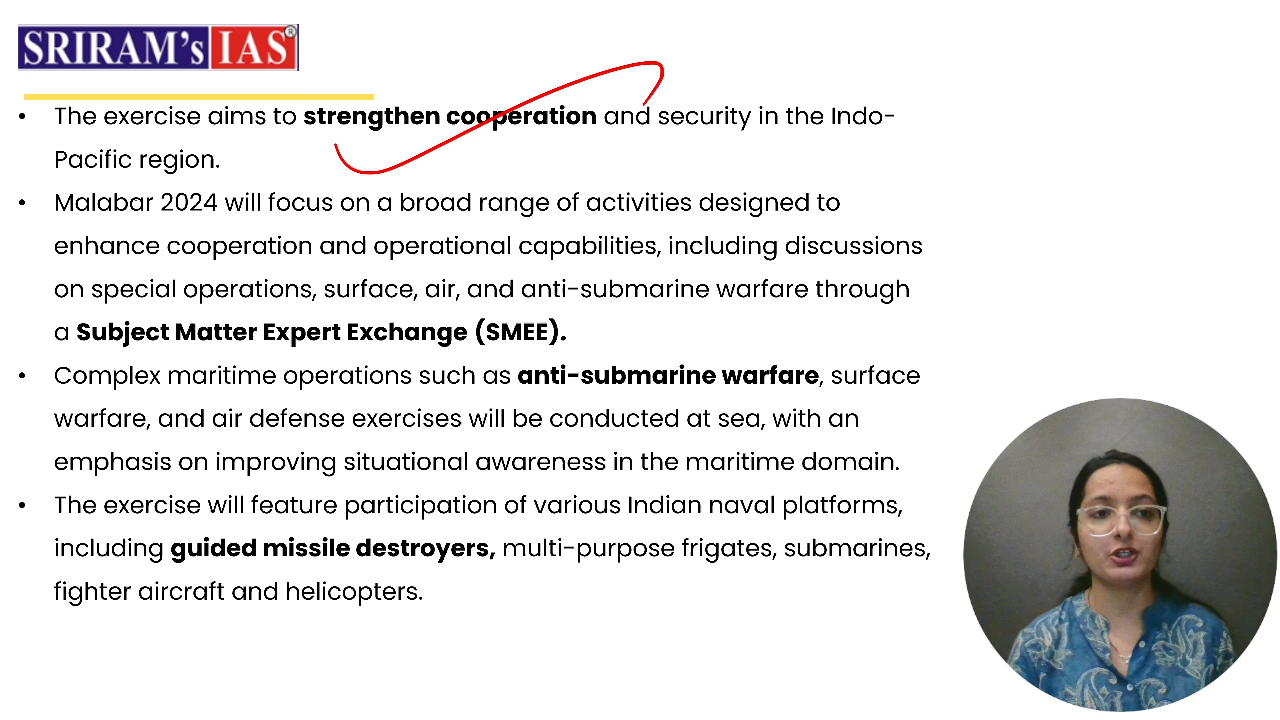 SRIRAM's IAS®
• The exercise aims to strengthen cooperation and security in the Indo-
Pacific region.
• Malabar 2024 will focus on a broad range of activities designed to
enhance cooperation and operational capabilities, including discussions
on special operations, surface, air, and anti-submarine warfare through
a Subject Matter Expert Exchange (SMEE).
• Complex maritime operations such as anti-submarine warfare, surface
warfare, and air defense exercises will be conducted at sea, with an
emphasis on improving situational awareness in the maritime domain.
• The exercise will feature participation of various Indian naval platforms,
including guided missile destroyers, multi-purpose frigates, submarines,
fighter aircraft and helicopters.